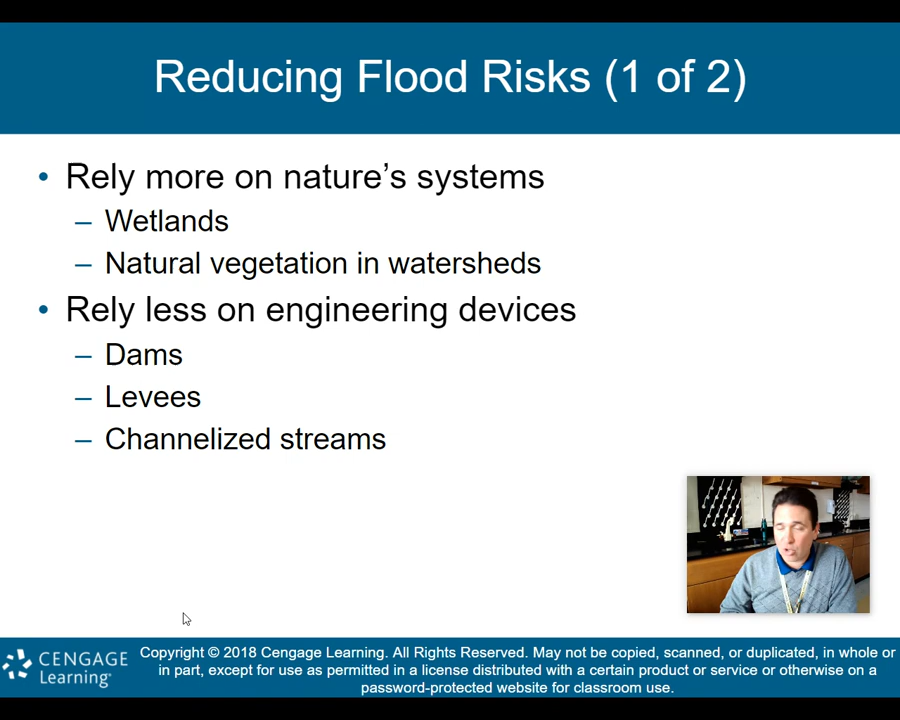 Reducing Flood Risks (1 of 2)
• Rely more on nature’s systems
– Wetlands
– Natural vegetation in watersheds
• Rely less on engineering devices
– Dams
– Levees
– Channelized streams
CENGAGE
Learning
Copyright © 2018 Cengage Learning. All Rights Reserved. May not be copied, scanned, or duplicated, in whole or
in part, except for use as permitted in a license distributed with a certain product or service or otherwise on a
password-protected website for classroom use.